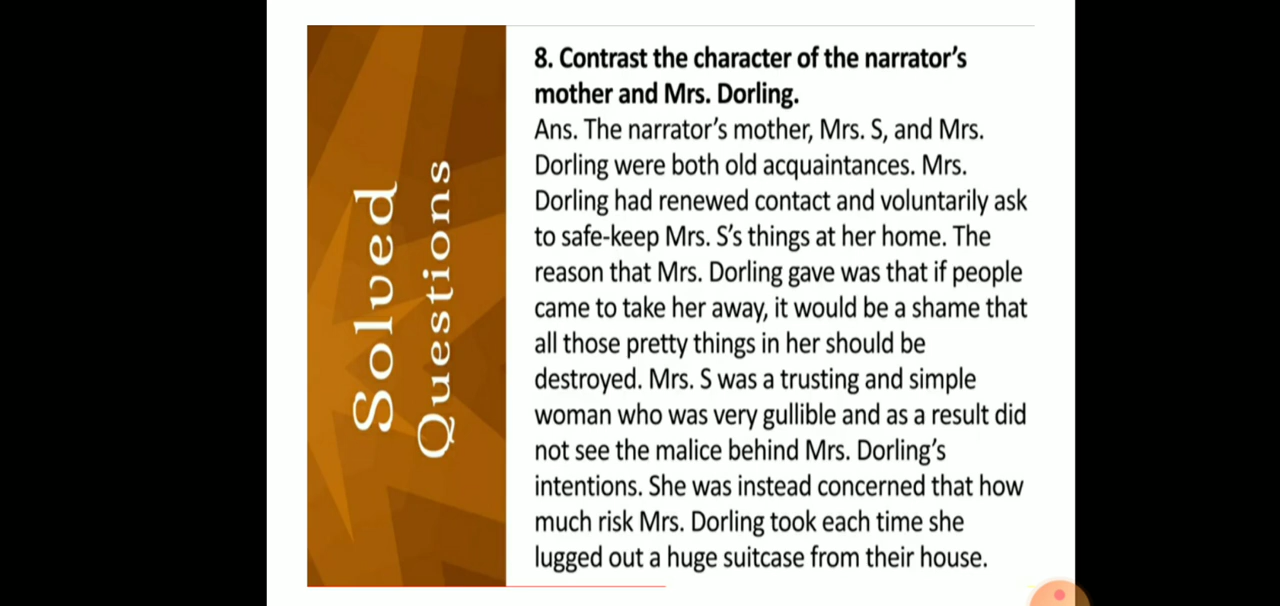 Solved
Questions
8. Contrast the character of the narrator's
mother and Mrs. Dorling.
Ans. The narrator's mother, Mrs. S, and Mrs.
Dorling were both old acquaintances. Mrs.
Dorling had renewed contact and voluntarily ask
to safe-keep Mrs. S's things at her home. The
reason that Mrs. Dorling gave was that if people
came to take her away, it would be a shame that
all those pretty things in her should be
destroyed. Mrs. S was a trusting and simple
woman who was very gullible and as a result did
not see the malice behind Mrs. Dorling's
intentions. She was instead concerned that how
much risk Mrs. Dorling took each time she
lugged out a huge suitcase from their house.